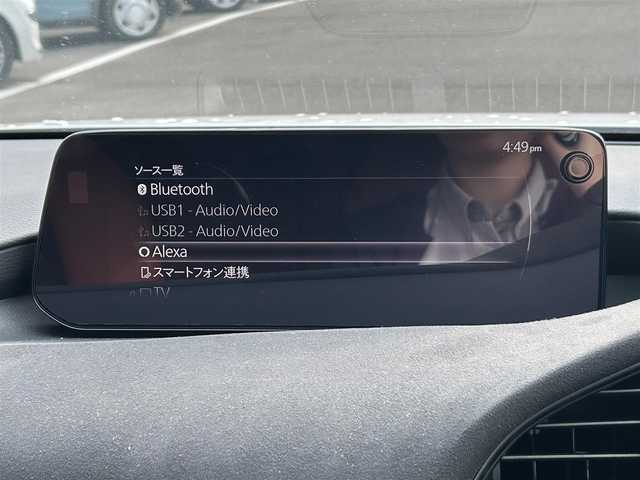 4:49pm
ソース一覧
Bluetooth
USB1 - Audio/Video
USB2 - Audio/Video
Alexa
スマートフォン連携
TV